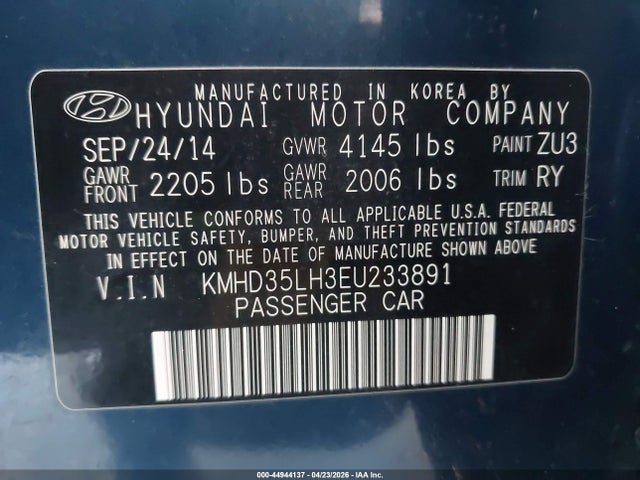 MANUFACTURED IN KOREA BY
HYUNDAI MOTOR COMPANY
SEP/24/14 GVWR 4145 lbs PAINT ZU3
GAWR FRONT 2205 lbs GAWR REAR 2006 lbs TRIM RY
THIS VEHICLE CONFORMS TO ALL APPLICABLE U.S.A. FEDERAL
MOTOR VEHICLE SAFETY, BUMPER, AND THEFT PREVENTION STANDARDS
IN EFFECT ON THE DATE OF MANUFACTURE SHOWN ABOVE
V.I.N KMHD35LH3EU233891
PASSENGER CAR
000-44944137 - 04/23/2026 - IAA Inc.